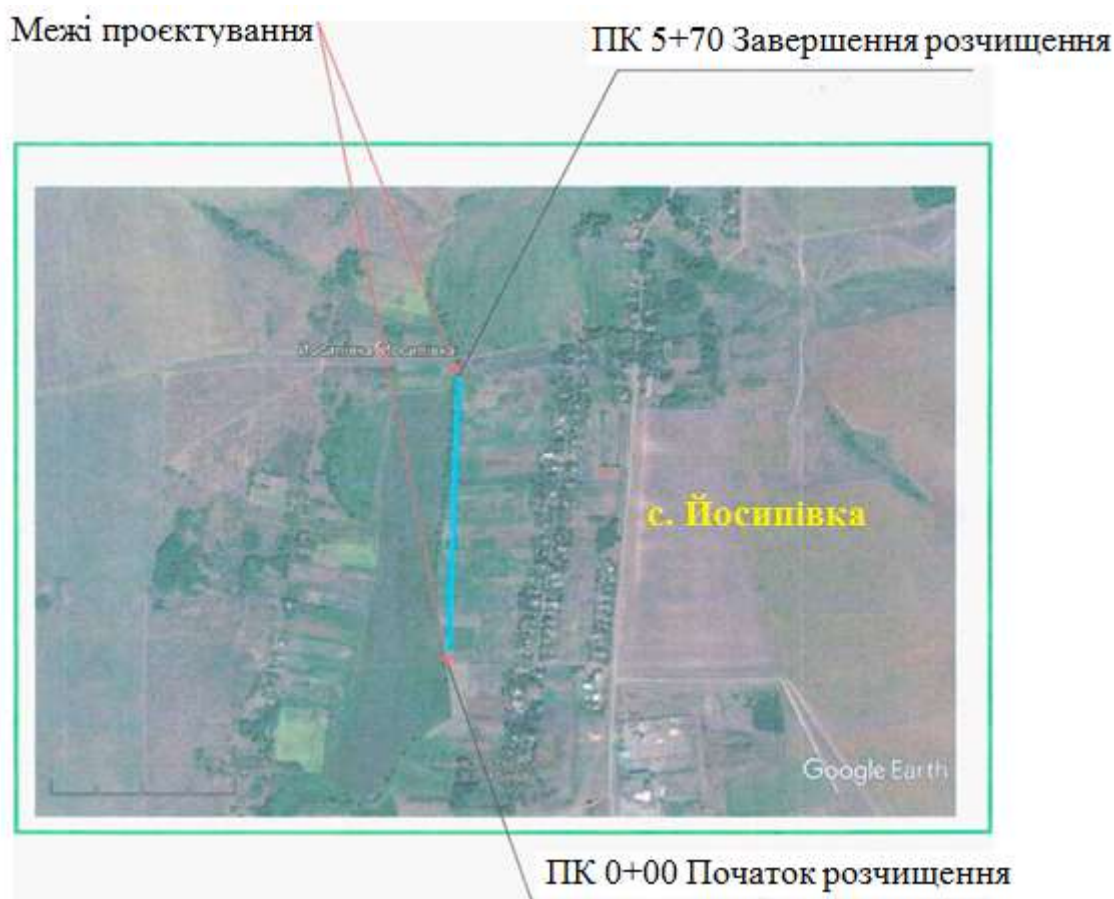 Межі проєктування
ПК 5+70 Завершення розчищення
с. Йосипівка
Google Earth
ПК 0+00 Початок розчищення